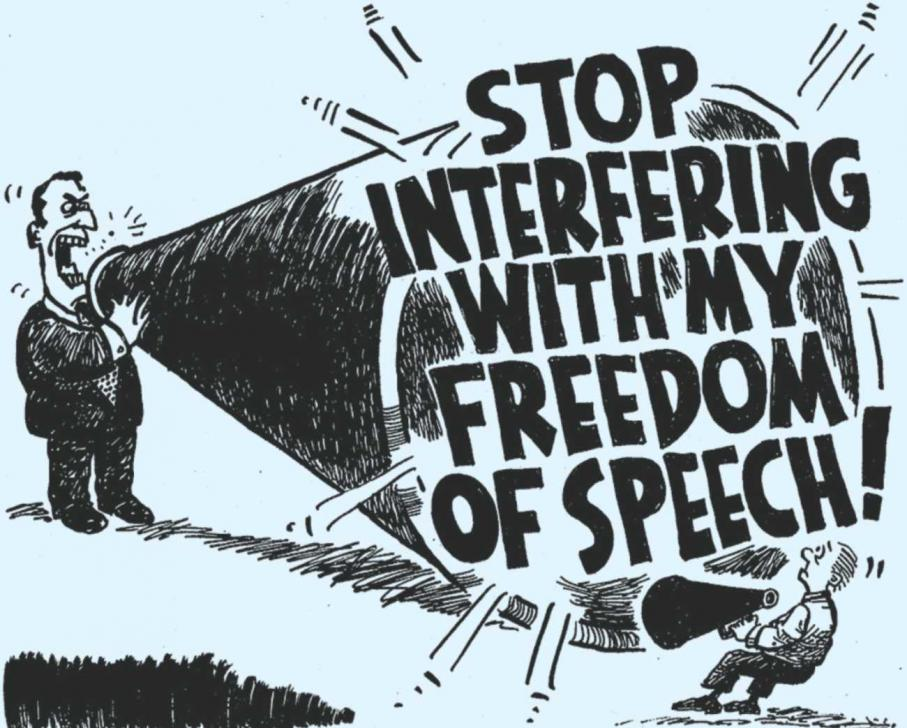 STOP
INTERFERING
WITH MY
FREEDOM
OF SPEECH!